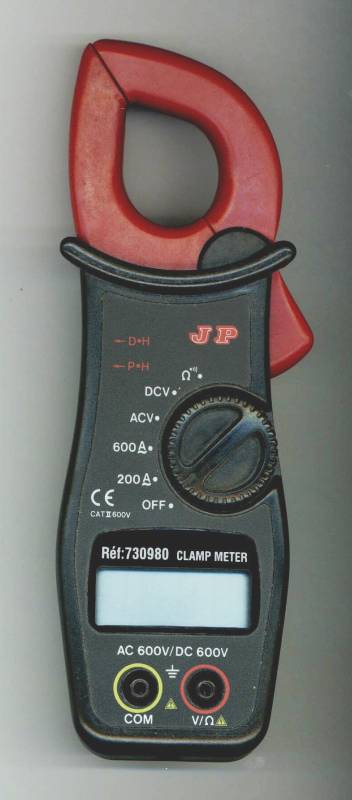 JP
←D•H
←P•H
Ω•
DCV•
ACV•
600A•
200A•
OFF•
CE
CAT.II 600V
Réf:730980 CLAMP METER
AC 600V/DC 600V
COM
V/Ω